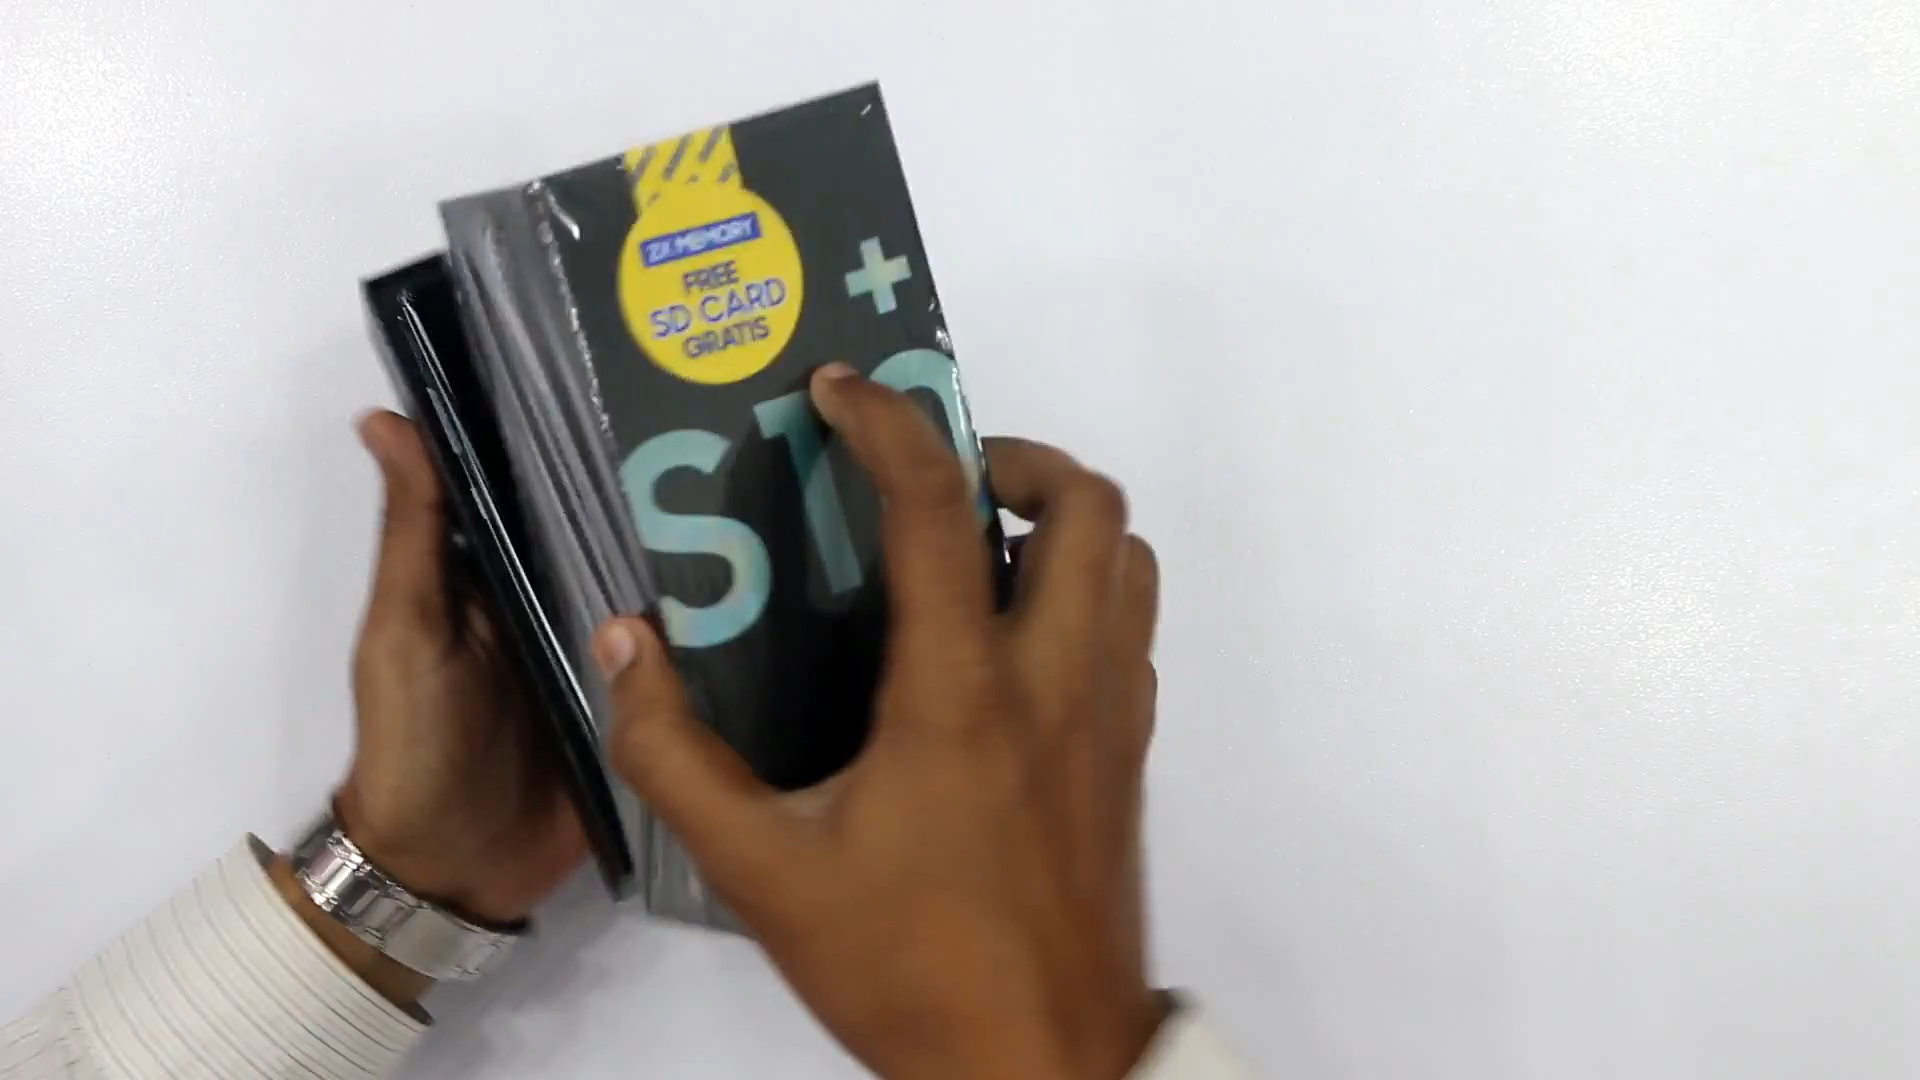 2X MEMORY
FREE
SD CARD
GRATIS
+
S10